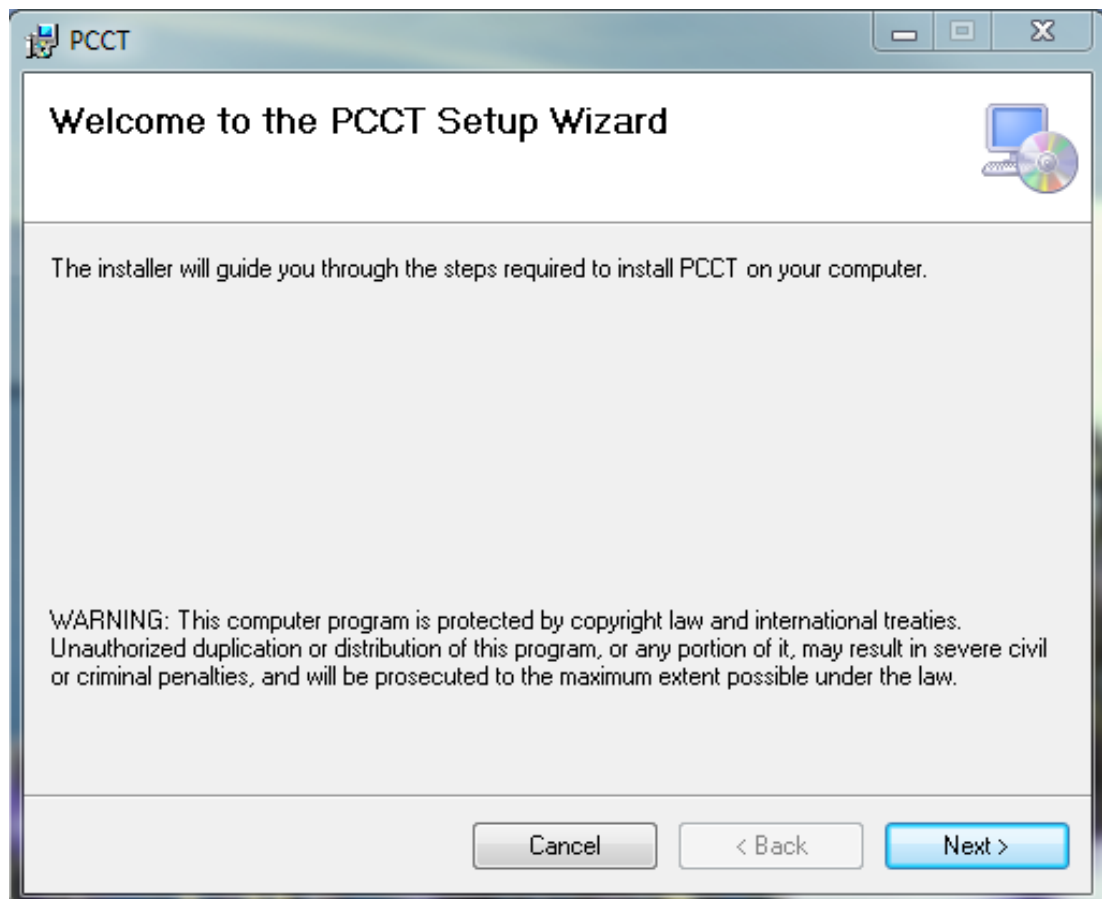 PCCT
Welcome to the PCCT Setup Wizard
The installer will guide you through the steps required to install PCCT on your computer.
WARNING: This computer program is protected by copyright law and international treaties.
Unauthorized duplication or distribution of this program, or any portion of it, may result in severe civil
or criminal penalties, and will be prosecuted to the maximum extent possible under the law.
Cancel
< Back
Next >